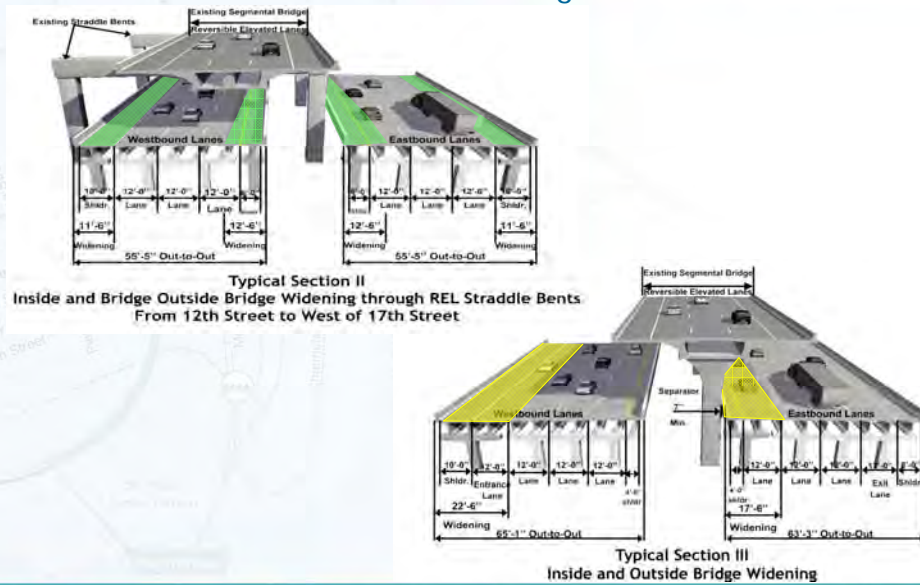 Existing Segmental Bridge
Existing Straddle Bents
Reversible Elevated Lanes
Westbound Lanes
Eastbound Lanes
10'-0" 12'-0" 12'-0" 12'-0"
12'-0" 12'-0"
Shldr. Lane Lane Lane
Lane Lane Lane Shldr.
11'-6" 12'-6" 12'-6" 11'-6"
Widening Widening Widening Widening
55'-5" Out-to-Out 55'-5" Out-to-Out
Typical Section II
Inside and Bridge Outside Bridge Widening through REL Straddle Bents
From 12th Street to West of 17th Street
Existing Segmental Bridge
Reversible Elevated Lanes
Separator
7"
Min.
Westbound Lanes
Eastbound Lanes
10'-0" 12'-0" 12'-0" 12'-0" 12'-0"
12'-0" 12'-0" 12'-0"
Shldr. Entrance Lane Lane Lane Lane
Lane Lane Lane Exit Lane Shldr.
22'-6"
17'-6"
Widening
Widening
65'-1" Out-to-Out
63'-3" Out-to-Out
Typical Section III
Inside and Outside Bridge Widening